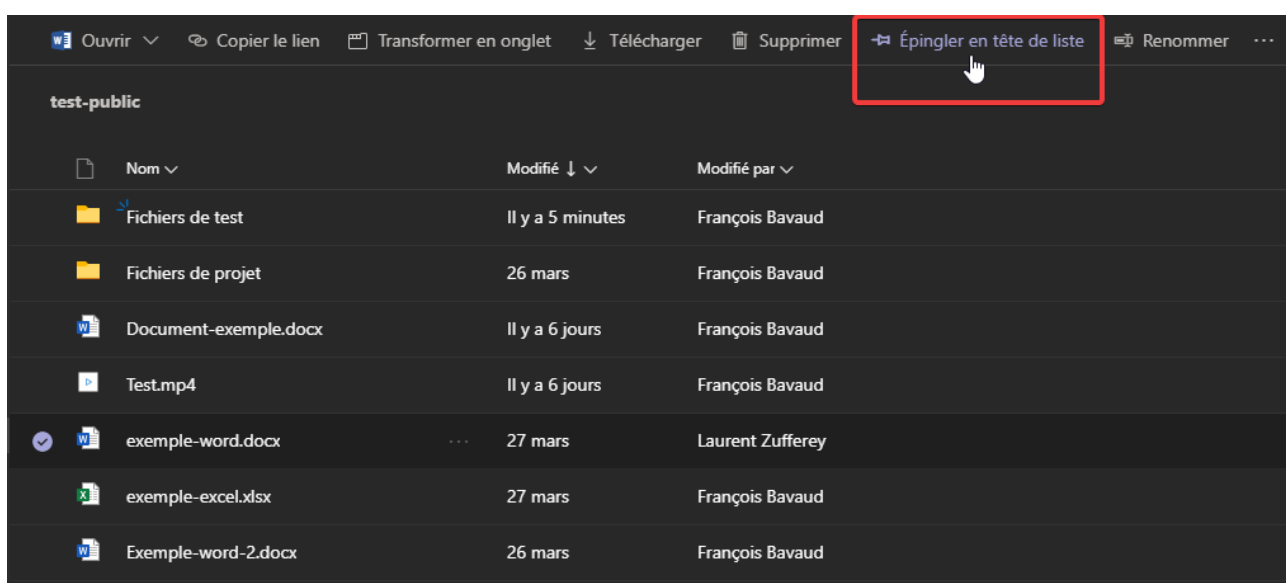 Ouvrir Copier le lien Transformer en onglet Télécharger Supprimer Épingler en tête de liste Renommer ...
test-public
Nom Modifié ↓ Modifié par
Fichiers de test Il y a 5 minutes François Bavaud
Fichiers de projet 26 mars François Bavaud
Document-exemple.docx Il y a 6 jours François Bavaud
Test.mp4 Il y a 6 jours François Bavaud
exemple-word.docx ... 27 mars Laurent Zufferey
exemple-excel.xlsx 27 mars François Bavaud
Exemple-word-2.docx 26 mars François Bavaud